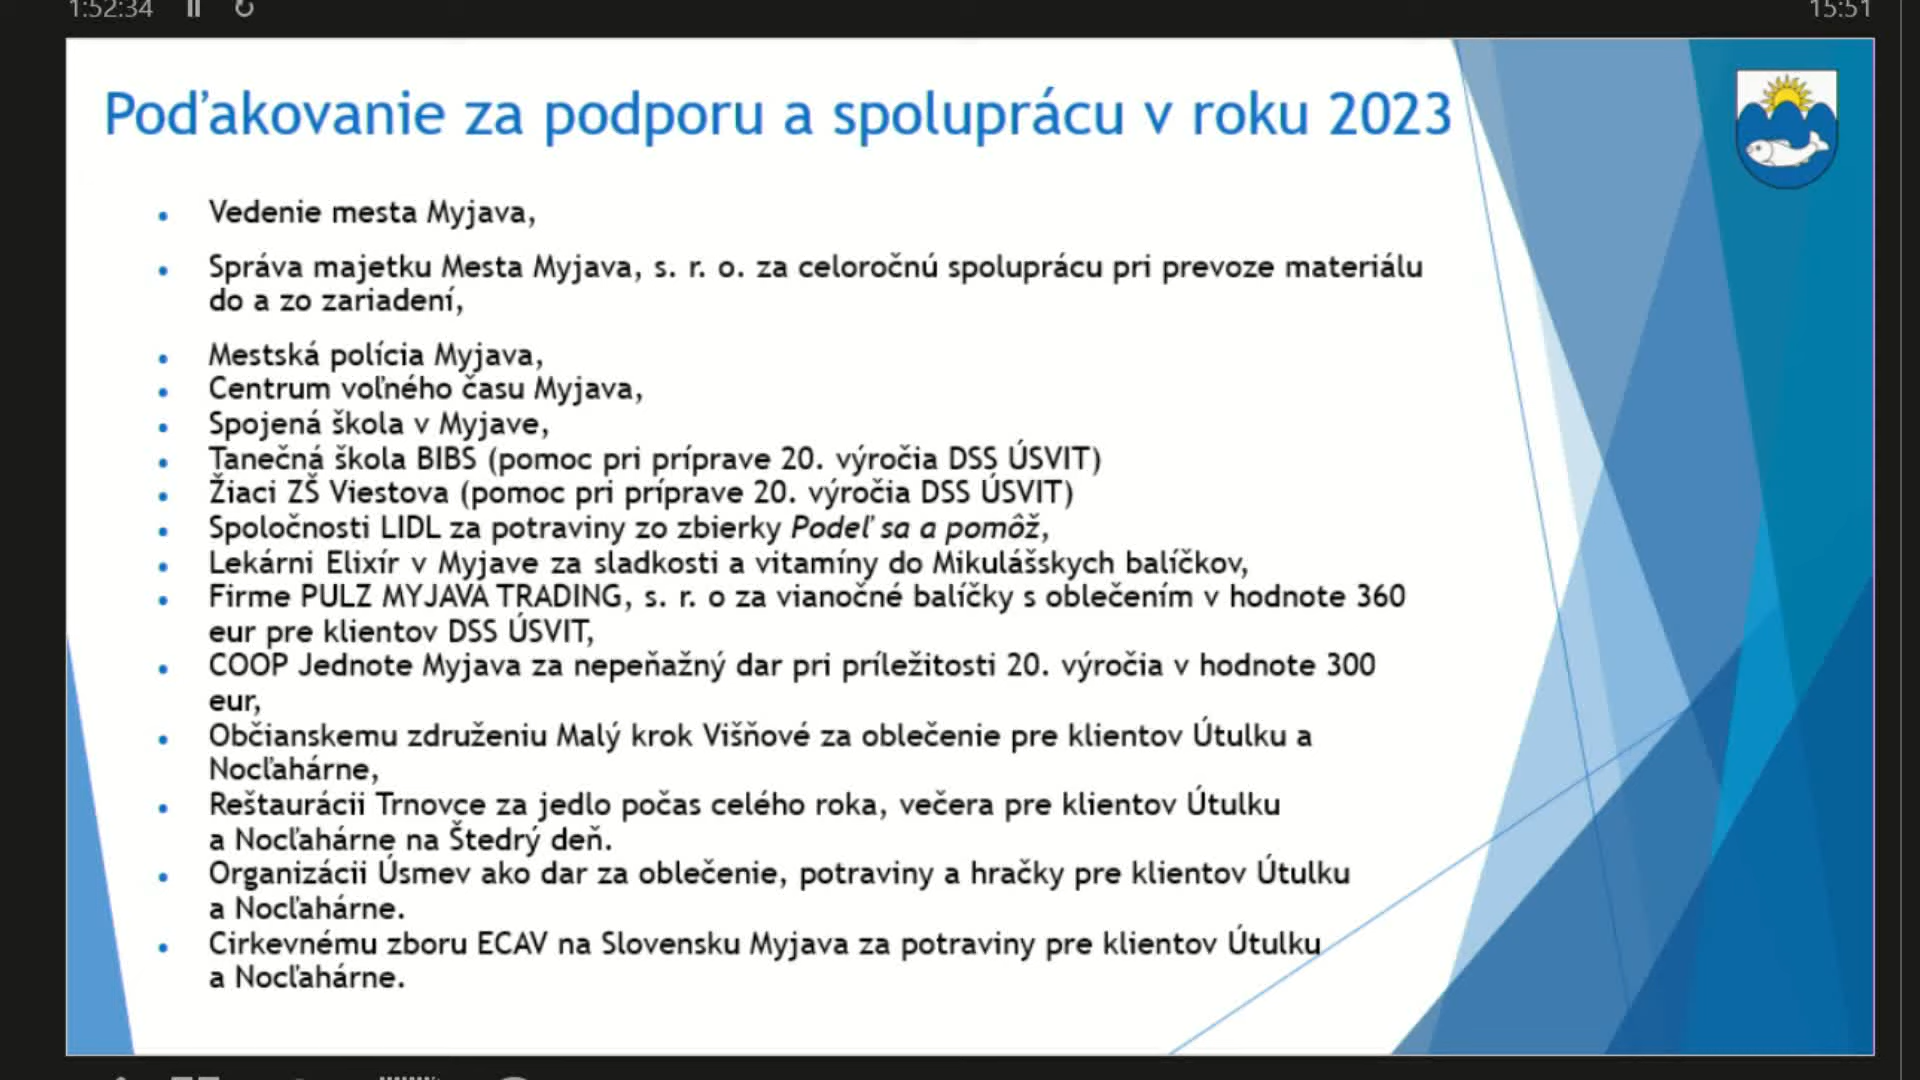 1:52:34
15:51
Poďakovanie za podporu a spoluprácu v roku 2023
• Vedenie mesta Myjava,
• Správa majetku Mesta Myjava, s. r. o. za celoročnú spoluprácu pri prevoze materiálu
do a zo zariadení,
• Mestská polícia Myjava,
• Centrum voľného času Myjava,
• Spojená škola v Myjave,
• Tanečná škola BIBS (pomoc pri príprave 20. výročia DSS ÚSVIT)
• Žiaci ZŠ Viestova (pomoc pri príprave 20. výročia DSS ÚSVIT)
• Spoločnosti LIDL za potraviny zo zbierky Podeľ sa a pomôž,
• Lekárni Elixír v Myjave za sladkosti a vitamíny do Mikulášskych balíčkov,
• Firme PULZ MYJAVA TRADING, s. r. o za vianočné balíčky s oblečením v hodnote 360
eur pre klientov DSS ÚSVIT,
• COOP Jednote Myjava za nepeňažný dar pri príležitosti 20. výročia v hodnote 300
eur,
• Občianskemu združeniu Malý krok Višňové za oblečenie pre klientov Útulku a
Nocľahárne,
• Reštaurácii Trnovce za jedlo počas celého roka, večera pre klientov Útulku
a Nocľahárne na Štedrý deň.
• Organizácii Úsmev ako dar za oblečenie, potraviny a hračky pre klientov Útulku
a Nocľahárne.
• Cirkevnému zboru ECAV na Slovensku Myjava za potraviny pre klientov Útulku
a Nocľahárne.